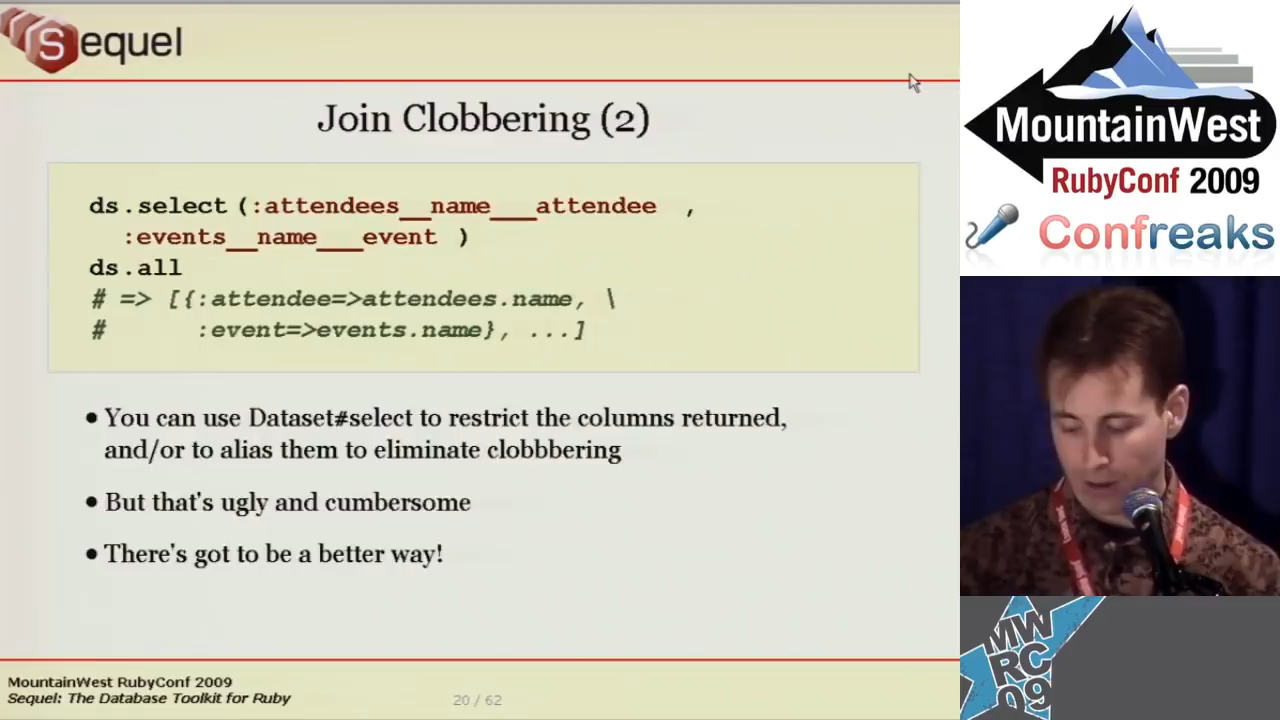 Sequel
Join Clobbering (2)
ds.select (:attendees__name___attendee ,
:events__name___event )
ds.all
# => [{:attendee=>attendees.name, \
# :event=>events.name}, ...]
• You can use Dataset#select to restrict the columns returned,
and/or to alias them to eliminate clobbbering
• But that's ugly and cumbersome
• There's got to be a better way!
MountainWest RubyConf 2009
Sequel: The Database Toolkit for Ruby
20 / 62
MountainWest
RubyConf 2009
Confreaks
MW
RC
09